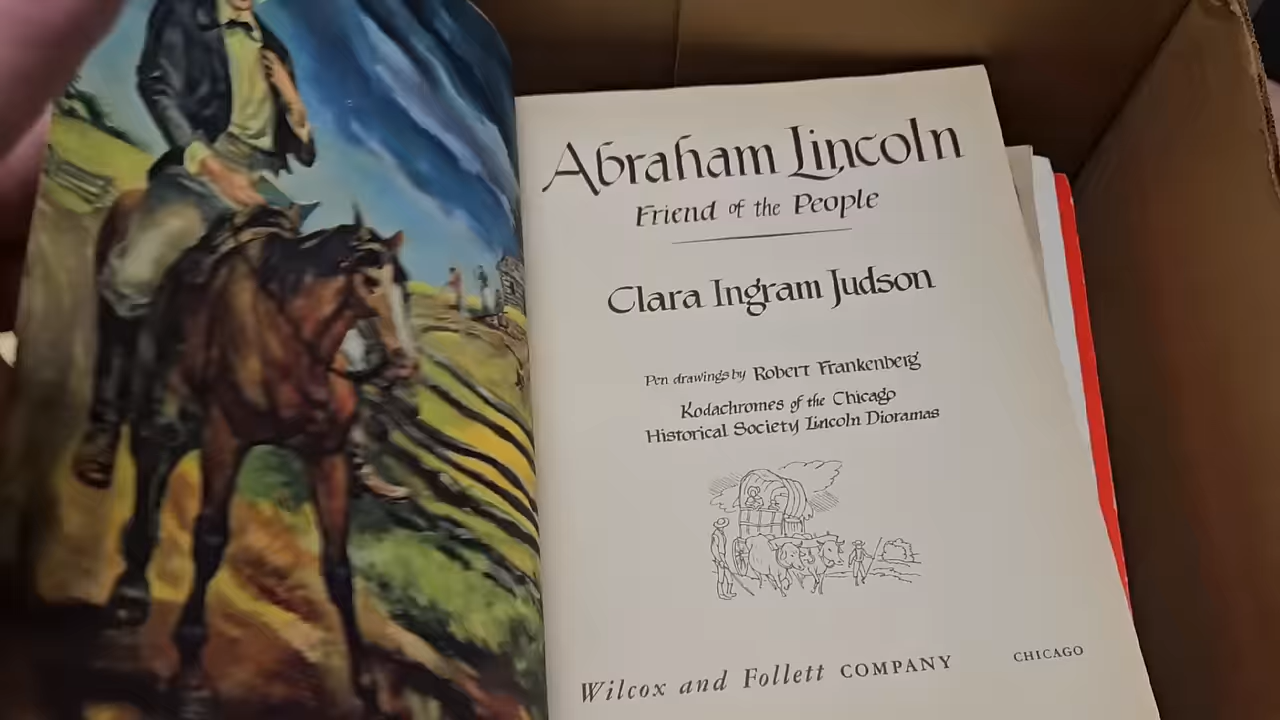 Abraham Lincoln
Friend of the People
Clara Ingram Judson
Pen drawings by Robert Frankenberg
Kodachromes of the Chicago
Historical Society Lincoln Dioramas
Wilcox and Follett COMPANY CHICAGO